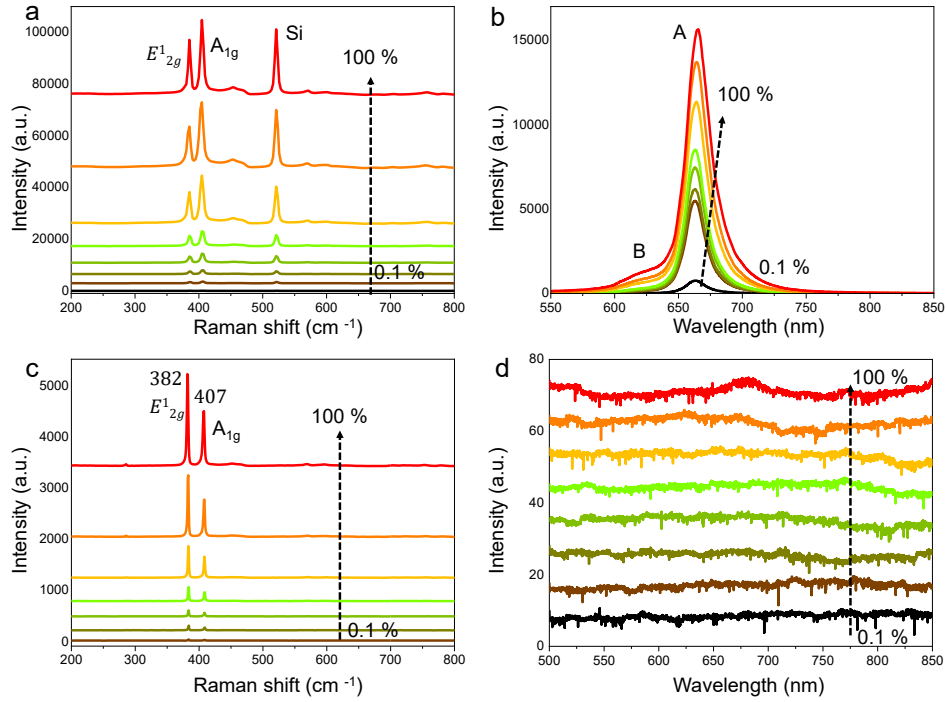 a
100000
80000
60000
40000
20000
0
Intensity (a.u.)
E¹₂g
A₁g
Si
100 %
0.1 %
200 300 400 500 600 700 800
Raman shift (cm ⁻¹)
b
15000
10000
5000
0
Intensity (a.u.)
A
100 %
B
0.1 %
550 600 650 700 750 800 850
Wavelength (nm)
c
5000
4000
3000
2000
1000
0
Intensity (a.u.)
382
E¹₂g
407
A₁g
100 %
0.1 %
200 300 400 500 600 700 800
Raman shift (cm ⁻¹)
d
80
60
40
20
0
Intensity (a.u.)
100 %
0.1 %
500 550 600 650 700 750 800 850
Wavelength (nm)